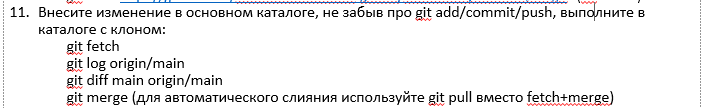 11. Внесите изменение в основном каталоге, не забыв про git add/commit/push, выполните в
каталоге с клоном:
git fetch
git log origin/main
git diff main origin/main
git merge (для автоматического слияния используйте git pull вместо fetch+merge)